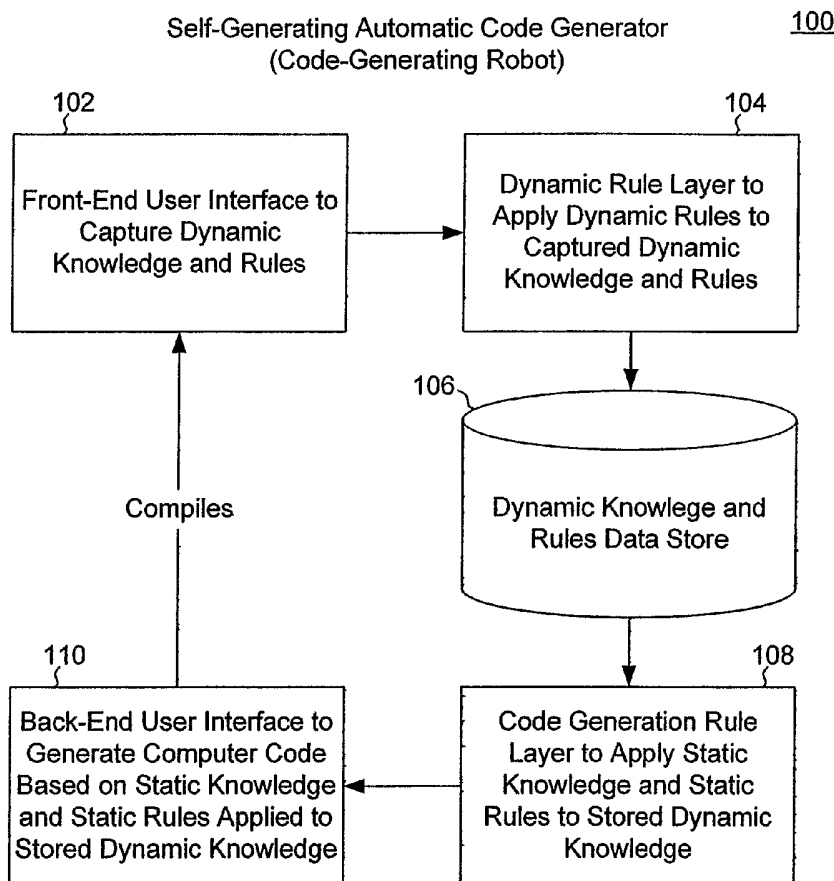 Self-Generating Automatic Code Generator
(Code-Generating Robot)
100
102
Front-End User Interface to
Capture Dynamic
Knowledge and Rules
104
Dynamic Rule Layer to
Apply Dynamic Rules to
Captured Dynamic
Knowledge and Rules
106
Dynamic Knowlege and
Rules Data Store
Compiles
110
Back-End User Interface to
Generate Computer Code
Based on Static Knowledge
and Static Rules Applied to
Stored Dynamic Knowledge
108
Code Generation Rule
Layer to Apply Static
Knowledge and Static
Rules to Stored Dynamic
Knowledge